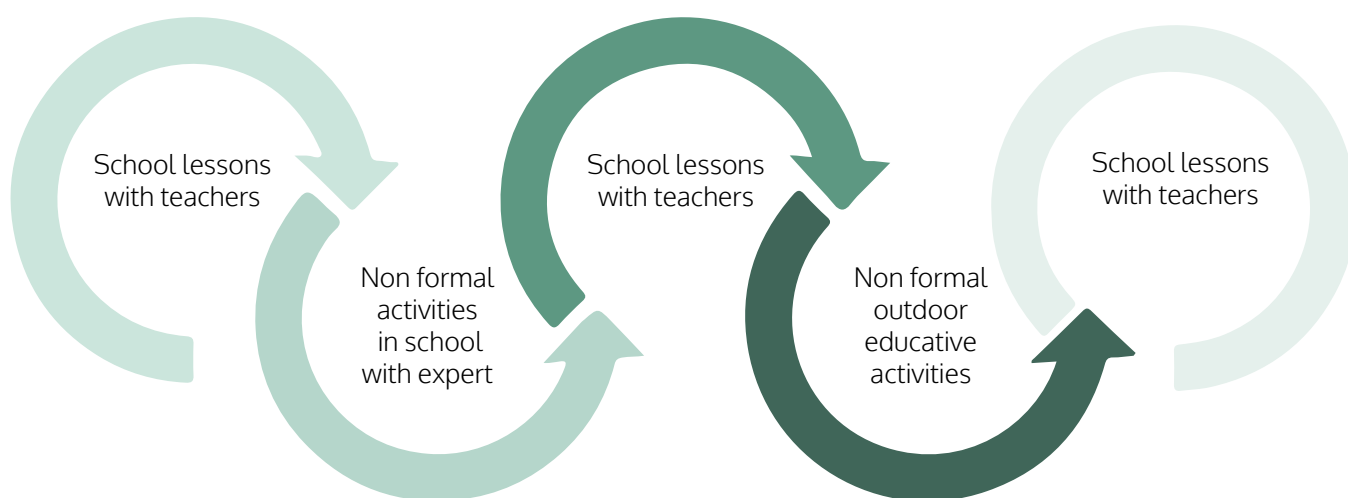 School lessons
with teachers
Non formal
activities
in school
with expert
School lessons
with teachers
Non formal
outdoor
educative
activities
School lessons
with teachers